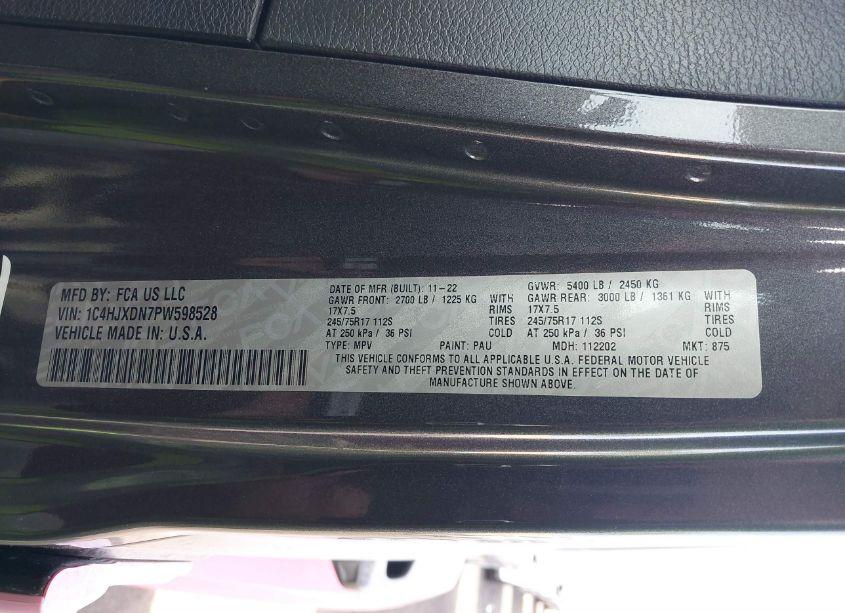 MFD BY: FCA US LLC
VIN: 1C4HJXDN7PW598528
VEHICLE MADE IN U.S.A.
DATE OF MFR (BUILT): 11-22 GVWR: 5400 LB / 2450 KG
GAWR FRONT: 2700 LB / 1225 KG WITH GAWR REAR: 3000 LB / 1361 KG WITH
17X7.5 RIMS 17X7.5 RIMS
245/75R17 112S TIRES 245/75R17 112S TIRES
AT 250 kPa / 36 PSI COLD AT 250 kPa / 36 PSI COLD
TYPE: MPV PAINT: PAU MDH: 112202 MKT: 875
THIS VEHICLE CONFORMS TO ALL APPLICABLE U.S.A. FEDERAL MOTOR VEHICLE
SAFETY AND THEFT PREVENTION STANDARDS IN EFFECT ON THE DATE OF
MANUFACTURE SHOWN ABOVE.